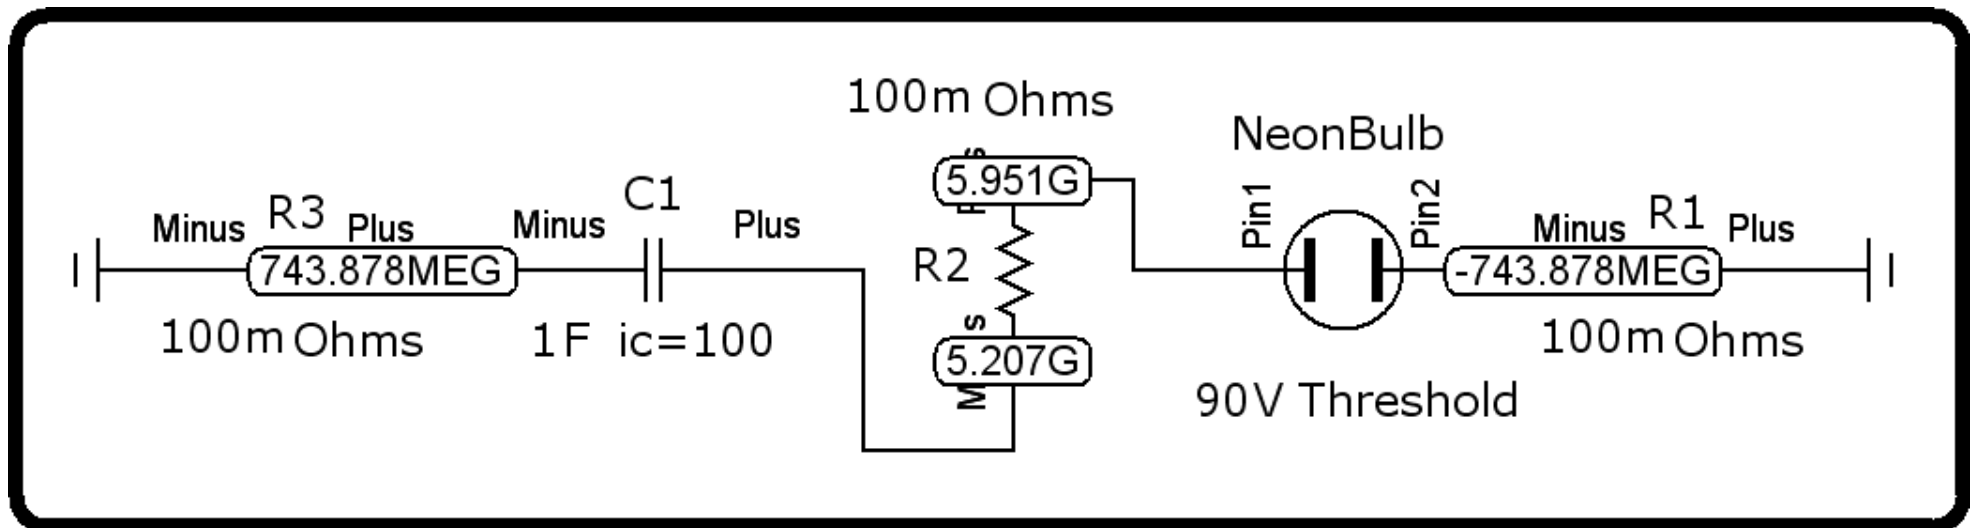 100m Ohms
NeonBulb
5.951G
Pin1
Pin2
C1
R3
R1
Minus
Plus
Minus
Plus
Minus
Plus
743.878MEG
R2
-743.878MEG
100m Ohms
1F ic=100
5.207G
100m Ohms
90V Threshold